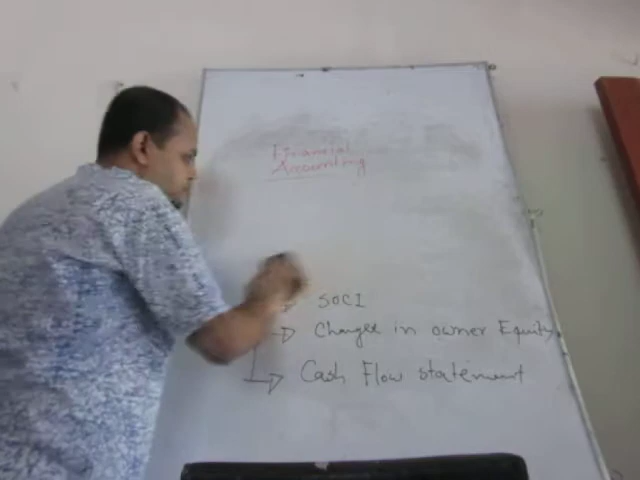 Financial
Accounting
SOCI
Changes in owner Equity
Cash Flow statement